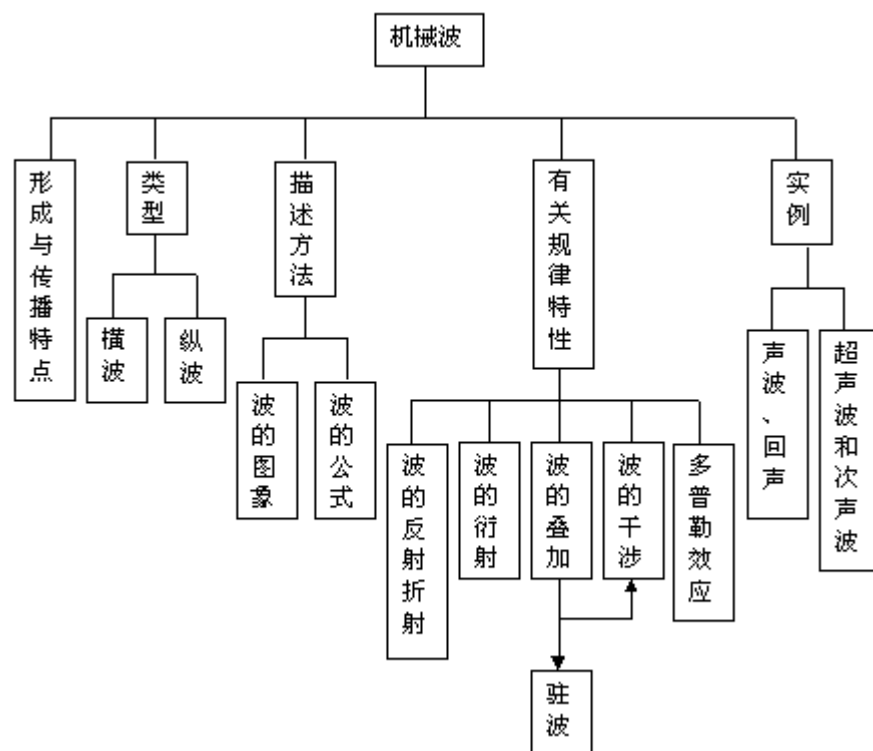 机械波
形成与传播特点
类型
描述方法
有关规律特性
实例
横波
纵波
波的图象
波的公式
波的反射折射
波的衍射
波的叠加
波的干涉
多普勒效应
声波、回声
超声波和次声波
驻波